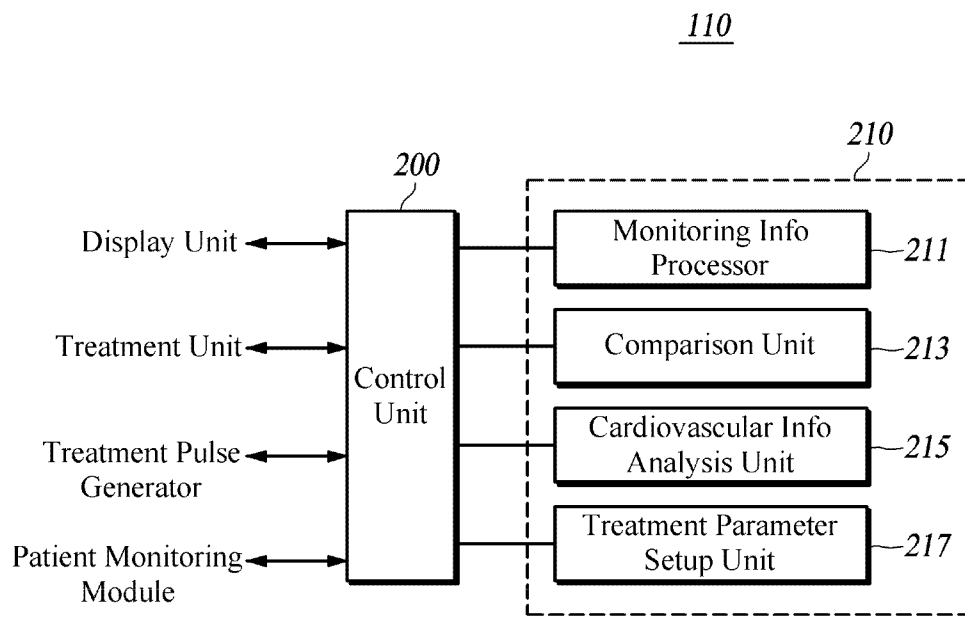 110
210
200
Display Unit
Treatment Unit
Treatment Pulse
Generator
Patient Monitoring
Module
Control
Unit
Monitoring Info
Processor
211
Comparison Unit
213
Cardiovascular Info
Analysis Unit
215
Treatment Parameter
Setup Unit
217